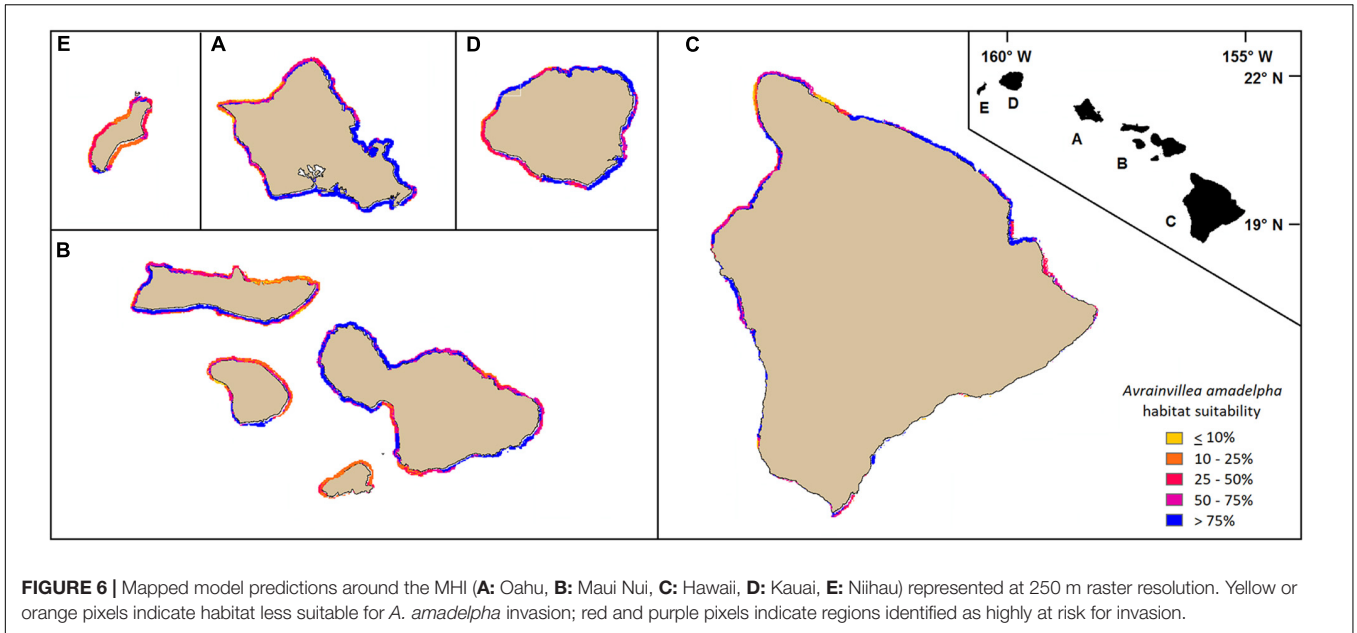 E
A
D
C
160° W
155° W
22° N
E
D
A
B
C
19° N
B
Avrainvillea amadelpha
habitat suitability
≤ 10%
10 - 25%
25 - 50%
50 - 75%
> 75%
FIGURE 6 | Mapped model predictions around the MHI (A: Oahu, B: Maui Nui, C: Hawaii, D: Kauai, E: Niihau) represented at 250 m raster resolution. Yellow or
orange pixels indicate habitat less suitable for A. amadelpha invasion; red and purple pixels indicate regions identified as highly at risk for invasion.